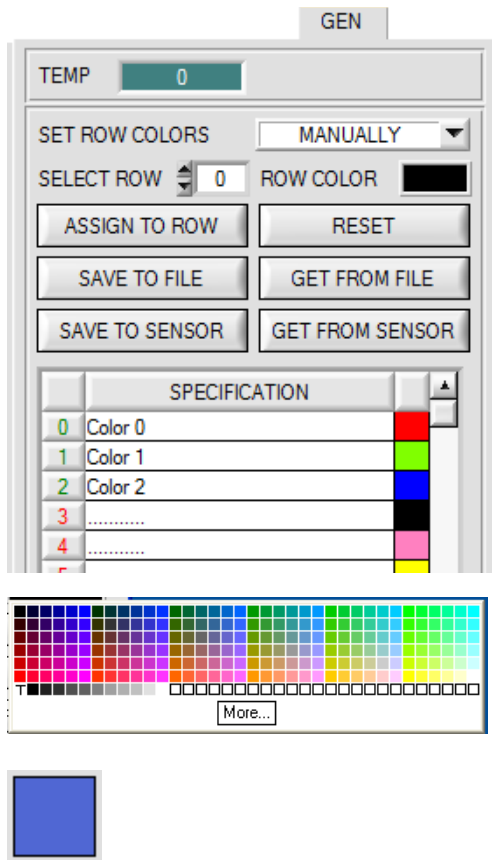 GEN
TEMP 0
SET ROW COLORS MANUALLY
SELECT ROW 0 ROW COLOR
ASSIGN TO ROW RESET
SAVE TO FILE GET FROM FILE
SAVE TO SENSOR GET FROM SENSOR
SPECIFICATION
0 Color 0
1 Color 1
2 Color 2
3 ...........
4 ...........
T
More...